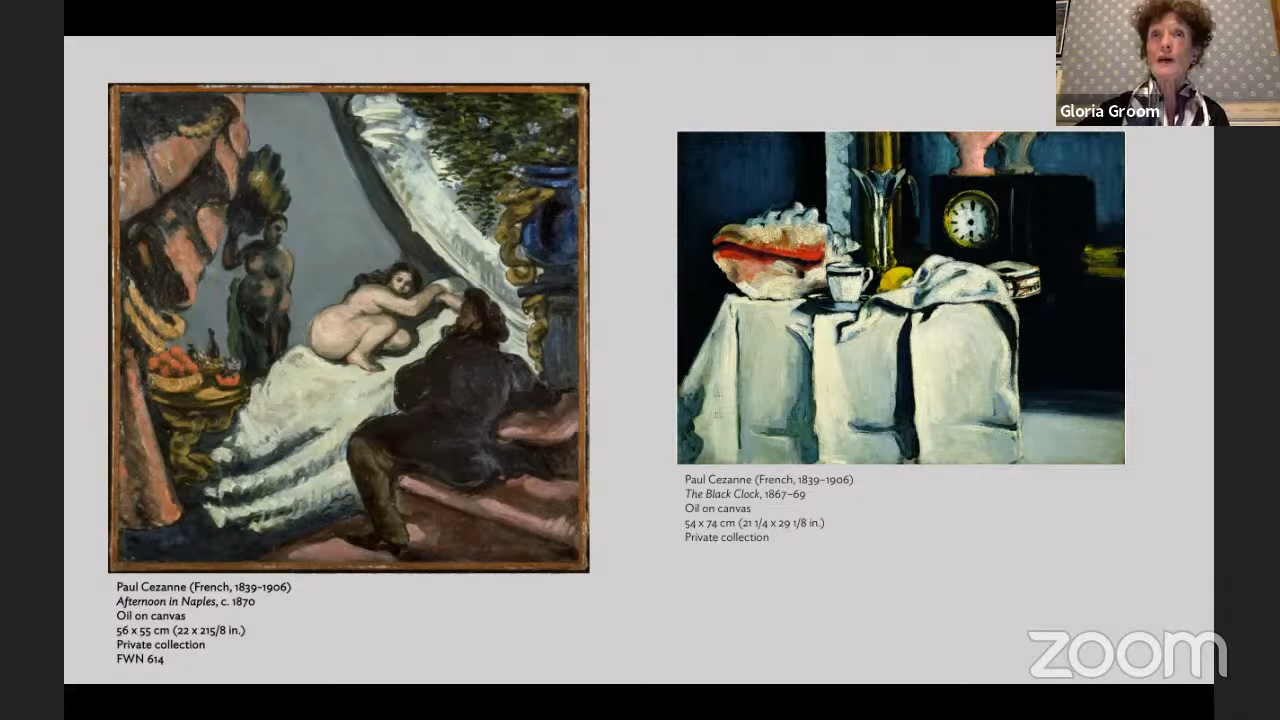 Gloria Groom
Paul Cezanne (French, 1839–1906)
The Black Clock, 1867–69
Oil on canvas
54 x 74 cm (21 1/4 x 29 1/8 in.)
Private collection
Paul Cezanne (French, 1839–1906)
Afternoon in Naples, c. 1870
Oil on canvas
56 x 55 cm (22 x 215/8 in.)
Private collection
FWN 614
zoom